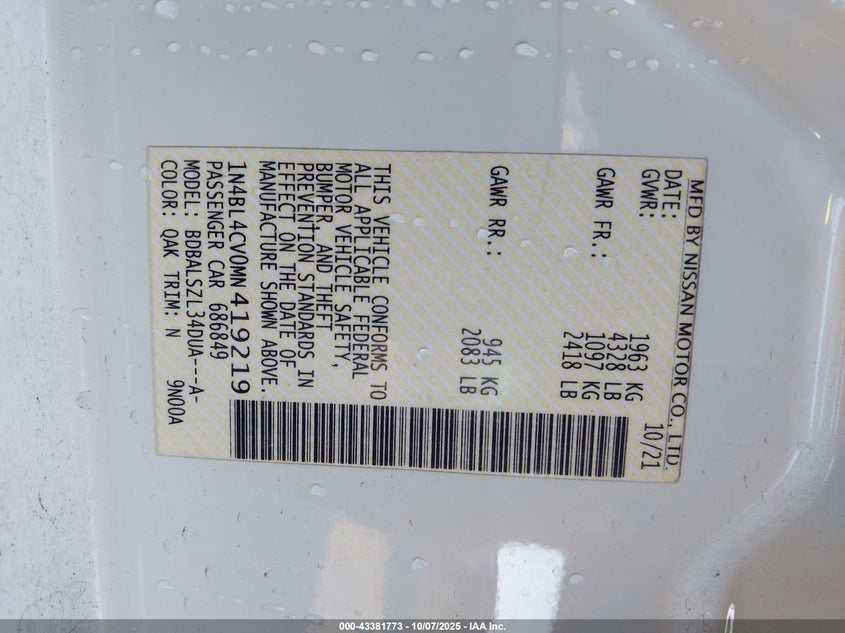 MFD BY NISSAN MOTOR CO., LTD.
DATE: 10/21
GVWR: 1963 KG
4328 LB
GAWR FR.: 1097 KG
2418 LB
GAWR RR.: 945 KG
2083 LB
THIS VEHICLE CONFORMS TO
ALL APPLICABLE FEDERAL
MOTOR VEHICLE SAFETY,
BUMPER, AND THEFT
PREVENTION STANDARDS IN
EFFECT ON THE DATE OF
MANUFACTURE SHOWN ABOVE.
1N4BL4CV0MN419219
PASSENGER CAR 686849
MODEL: BDBALSZL34DUA---A-
COLOR: QAK TRIM: N 9N00A
000-43381773 - 10/07/2025 - IAA Inc.